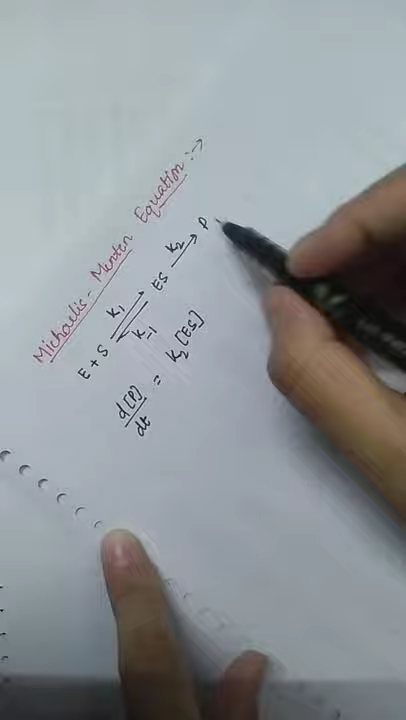 Michaelis - Menten Equation :→
E + S ⇌ ES → P
K₁ K₋₁ K₂
d[P]/dt = K₂ [ES]